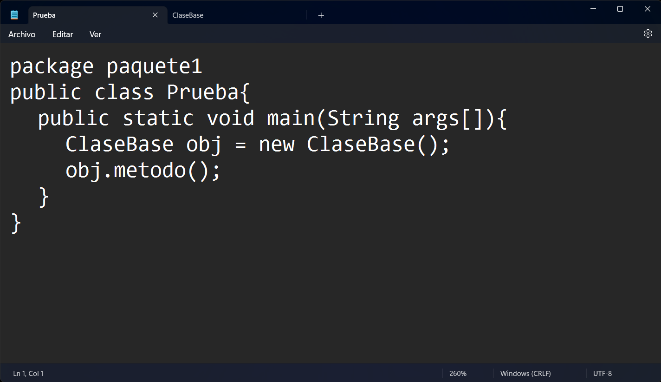 Prueba
ClaseBase
Archivo Editar Ver
package paquete1
public class Prueba{
public static void main(String args[]){
ClaseBase obj = new ClaseBase();
obj.metodo();
}
}
Ln 1, Col 1
260%
Windows (CRLF)
UTF-8